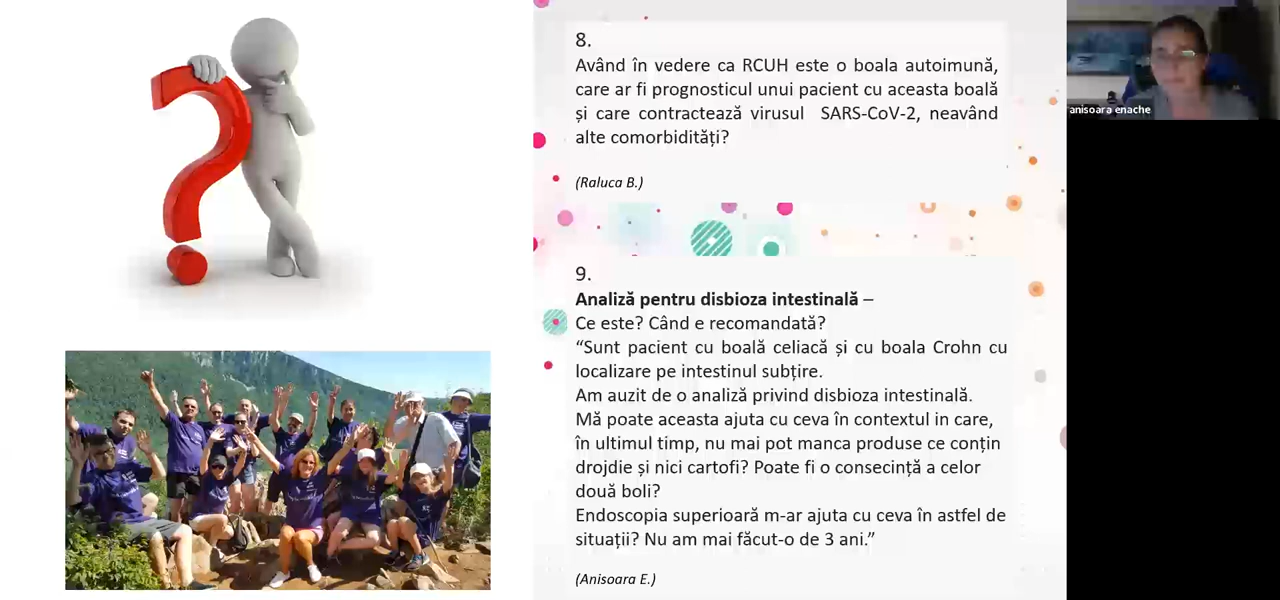 8.
Având în vedere ca RCUH este o boala autoimună,
care ar fi prognosticul unui pacient cu aceasta boală
și care contractează virusul SARS-CoV-2, neavând
alte comorbidități?
(Raluca B.)
9.
Analiză pentru disbioza intestinală –
Ce este? Când e recomandată?
“Sunt pacient cu boală celiacă și cu boala Crohn cu
localizare pe intestinul subțire.
Am auzit de o analiză privind disbioza intestinală.
Mă poate aceasta ajuta cu ceva în contextul in care,
în ultimul timp, nu mai pot manca produse ce conțin
drojdie și nici cartofi? Poate fi o consecință a celor
două boli?
Endoscopia superioară m-ar ajuta cu ceva în astfel de
situații? Nu am mai făcut-o de 3 ani.”
(Anisoara E.)
anisoara enache